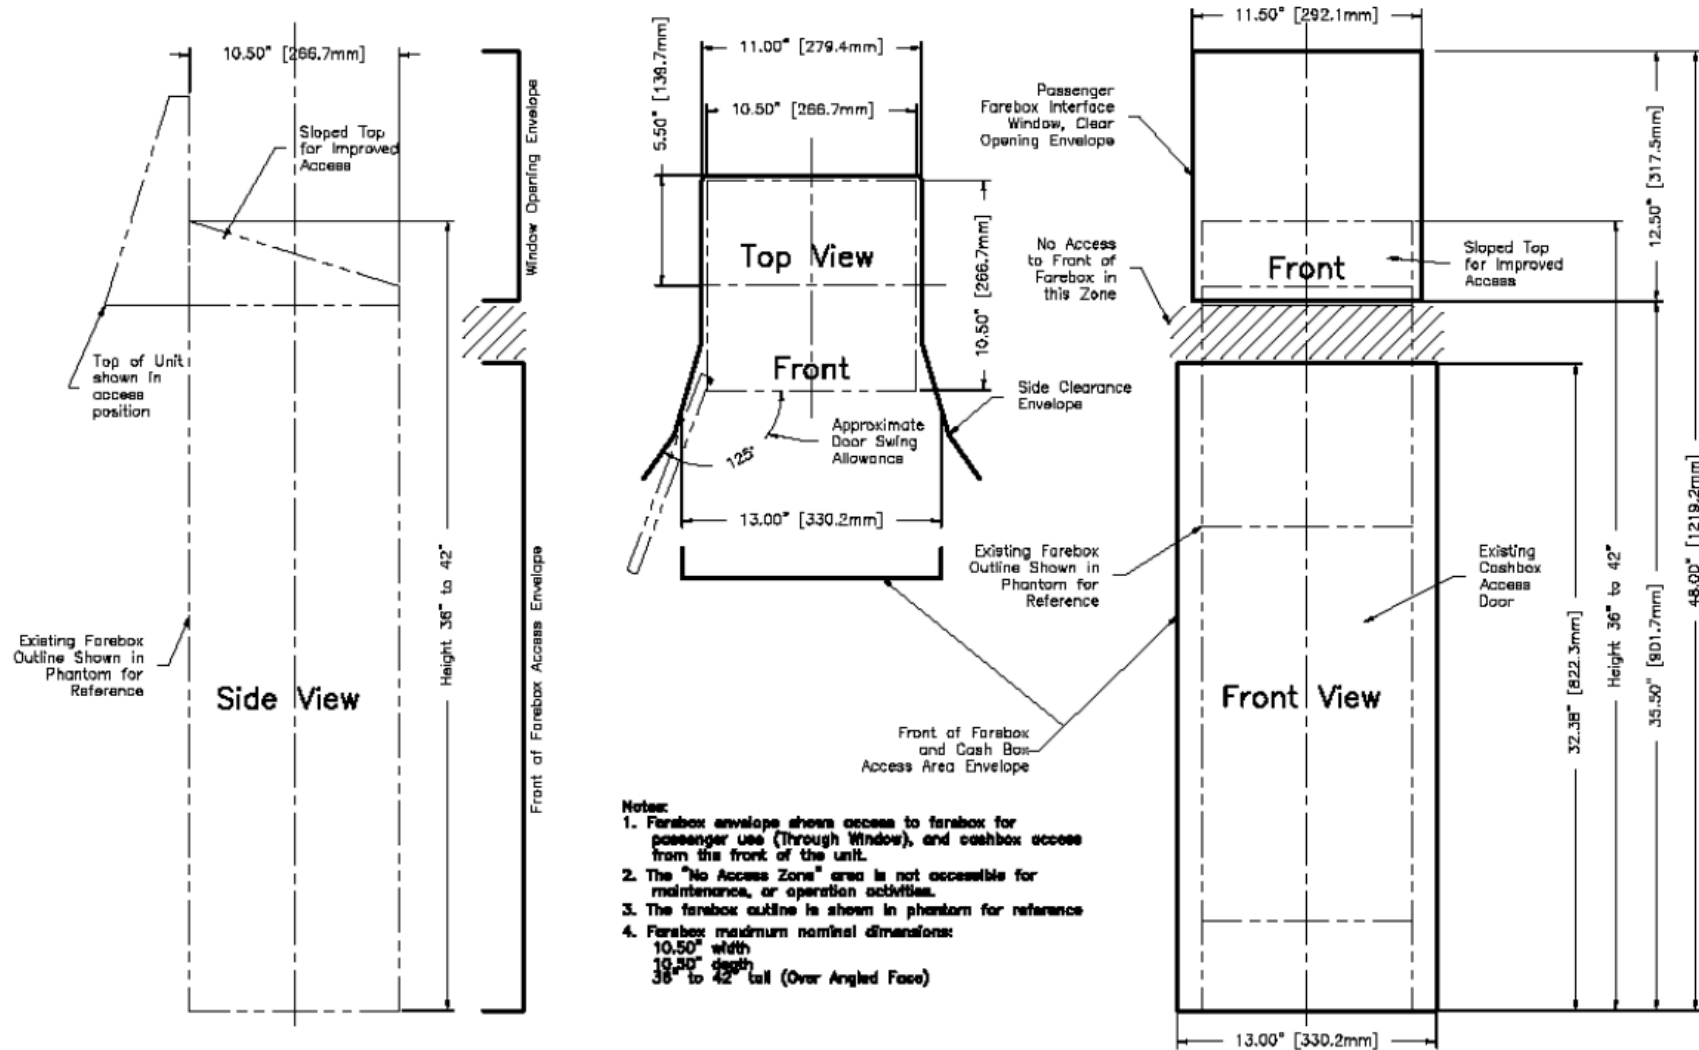 10.50" [266.7mm]
Sloped Top
for Improved
Access
Window Opening Envelope
Top of Unit
shown in
access
position
Height 36" to 42"
Existing Farebox
Outline Shown in
Phantom for
Reference
Side View
Front of Farebox Access Envelope
5.50" [139.7mm]
11.00" [279.4mm]
10.50" [266.7mm]
Top View
10.50" [266.7mm]
Front
Side Clearance
Envelope
Approximate
Door Swing
Allowance
125°
13.00" [330.2mm]
Front of Farebox
and Cash Box
Access Area Envelope
11.50" [292.1mm]
Passenger
Farebox Interface
Window, Clear
Opening Envelope
No Access
to Front of
Farebox in
this Zone
Front
Sloped Top
for Improved
Access
12.50" [317.5mm]
Existing Farebox
Outline Shown in
Phantom for
Reference
Existing
Cashbox
Access
Door
Front View
32.38" [822.3mm]
Height 36" to 42"
35.50" [901.7mm]
48.00" [1219.2mm]
13.00" [330.2mm]
Notes:
1. Farebox envelope shows access to farebox for
passenger use (Through Window), and cashbox access
from the front of the unit.
2. The "No Access Zone" area is not accessible for
maintenance, or operation activities.
3. The farebox outline is shown in phantom for reference
4. Farebox maximum nominal dimensions:
10.50" width
10.50" depth
36" to 42" tall (Over Angled Face)